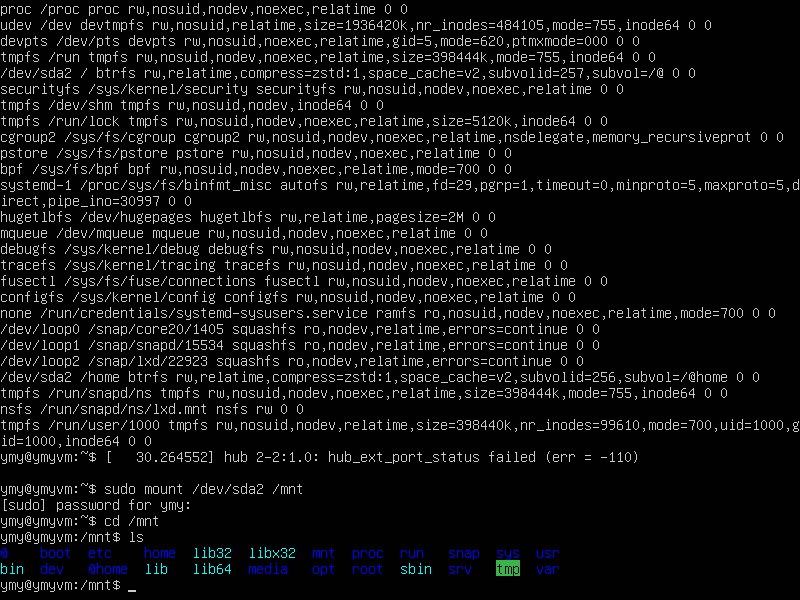 proc /proc proc rw,nosuid,nodev,noexec,relatime 0 0
udev /dev devtmpfs rw,nosuid,relatime,size=1936420k,nr_inodes=484105,mode=755,inode64 0 0
devpts /dev/pts devpts rw,nosuid,noexec,relatime,gid=5,mode=620,ptmxmode=000 0 0
tmpfs /run tmpfs rw,nosuid,nodev,noexec,relatime,size=398444k,mode=755,inode64 0 0
/dev/sda2 / btrfs rw,relatime,compress=zstd:1,space_cache=v2,subvolid=257,subvol=/@ 0 0
securityfs /sys/kernel/security securityfs rw,nosuid,nodev,noexec,relatime 0 0
tmpfs /dev/shm tmpfs rw,nosuid,nodev,inode64 0 0
tmpfs /run/lock tmpfs rw,nosuid,nodev,noexec,relatime,size=5120k,inode64 0 0
cgroup2 /sys/fs/cgroup cgroup2 rw,nosuid,nodev,noexec,relatime,nsdelegate,memory_recursiveprot 0 0
pstore /sys/fs/pstore pstore rw,nosuid,nodev,noexec,relatime 0 0
bpf /sys/fs/bpf bpf rw,nosuid,nodev,noexec,relatime,mode=700 0 0
systemd-1 /proc/sys/fs/binfmt_misc autofs rw,relatime,fd=29,pgrp=1,timeout=0,minproto=5,maxproto=5,d
irect,pipe_ino=30997 0 0
hugetlbfs /dev/hugepages hugetlbfs rw,relatime,pagesize=2M 0 0
mqueue /dev/mqueue mqueue rw,nosuid,nodev,noexec,relatime 0 0
debugfs /sys/kernel/debug debugfs rw,nosuid,nodev,noexec,relatime 0 0
tracefs /sys/kernel/tracing tracefs rw,nosuid,nodev,noexec,relatime 0 0
fusectl /sys/fs/fuse/connections fusectl rw,nosuid,nodev,noexec,relatime 0 0
configfs /sys/kernel/config configfs rw,nosuid,nodev,noexec,relatime 0 0
none /run/credentials/systemd-sysusers.service ramfs ro,nosuid,nodev,noexec,relatime,mode=700 0 0
/dev/loop0 /snap/core20/1405 squashfs ro,nodev,relatime,errors=continue 0 0
/dev/loop1 /snap/snapd/15534 squashfs ro,nodev,relatime,errors=continue 0 0
/dev/loop2 /snap/lxd/22923 squashfs ro,nodev,relatime,errors=continue 0 0
/dev/sda2 /home btrfs rw,relatime,compress=zstd:1,space_cache=v2,subvolid=256,subvol=/@home 0 0
tmpfs /run/snapd/ns tmpfs rw,nosuid,nodev,noexec,relatime,size=398444k,mode=755,inode64 0 0
nsfs /run/snapd/ns/lxd.mnt nsfs rw 0 0
tmpfs /run/user/1000 tmpfs rw,nosuid,nodev,relatime,size=398440k,nr_inodes=99610,mode=700,uid=1000,g
id=1000,inode64 0 0
ymy@ymyvm:~$ [   30.264552] hub 2-2:1.0: hub_ext_port_status failed (err = -110)
ymy@ymyvm:~$ sudo mount /dev/sda2 /mnt
[sudo] password for ymy:
ymy@ymyvm:~$ cd /mnt
ymy@ymyvm:/mnt$ ls
@    boot  etc    home  lib32  libx32  mnt  proc  run   snap  sys  usr
bin  dev   @home  lib   lib64  media   opt  root  sbin  srv   tmp  var
ymy@ymyvm:/mnt$ _